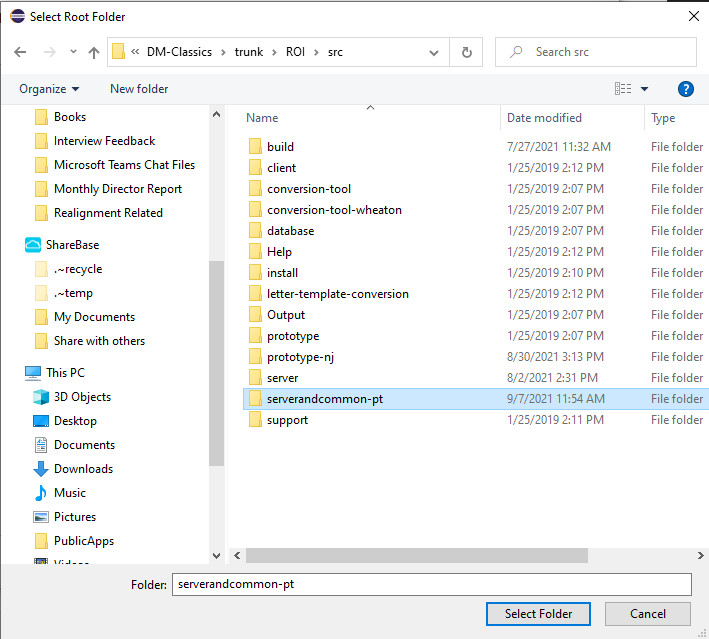 Select Root Folder
« DM-Classics > trunk > ROI > src
Search src
Organize
New folder
?
Books
Interview Feedback
Microsoft Teams Chat Files
Monthly Director Report
Realignment Related
ShareBase
.~recycle
.~temp
My Documents
Share with others
This PC
3D Objects
Desktop
Documents
Downloads
Music
Pictures
PublicApps
Name Date modified Type
build 7/27/2021 11:32 AM File folder
client 1/25/2019 2:12 PM File folder
conversion-tool 1/25/2019 2:07 PM File folder
conversion-tool-wheaton 1/25/2019 2:07 PM File folder
database 1/25/2019 2:07 PM File folder
Help 1/25/2019 2:12 PM File folder
install 1/25/2019 2:10 PM File folder
letter-template-conversion 1/25/2019 2:12 PM File folder
Output 1/25/2019 2:07 PM File folder
prototype 1/25/2019 2:07 PM File folder
prototype-nj 8/30/2021 3:13 PM File folder
server 8/2/2021 2:31 PM File folder
serverandcommon-pt 9/7/2021 11:54 AM File folder
support 1/25/2019 2:11 PM File folder
Folder: serverandcommon-pt
Select Folder
Cancel